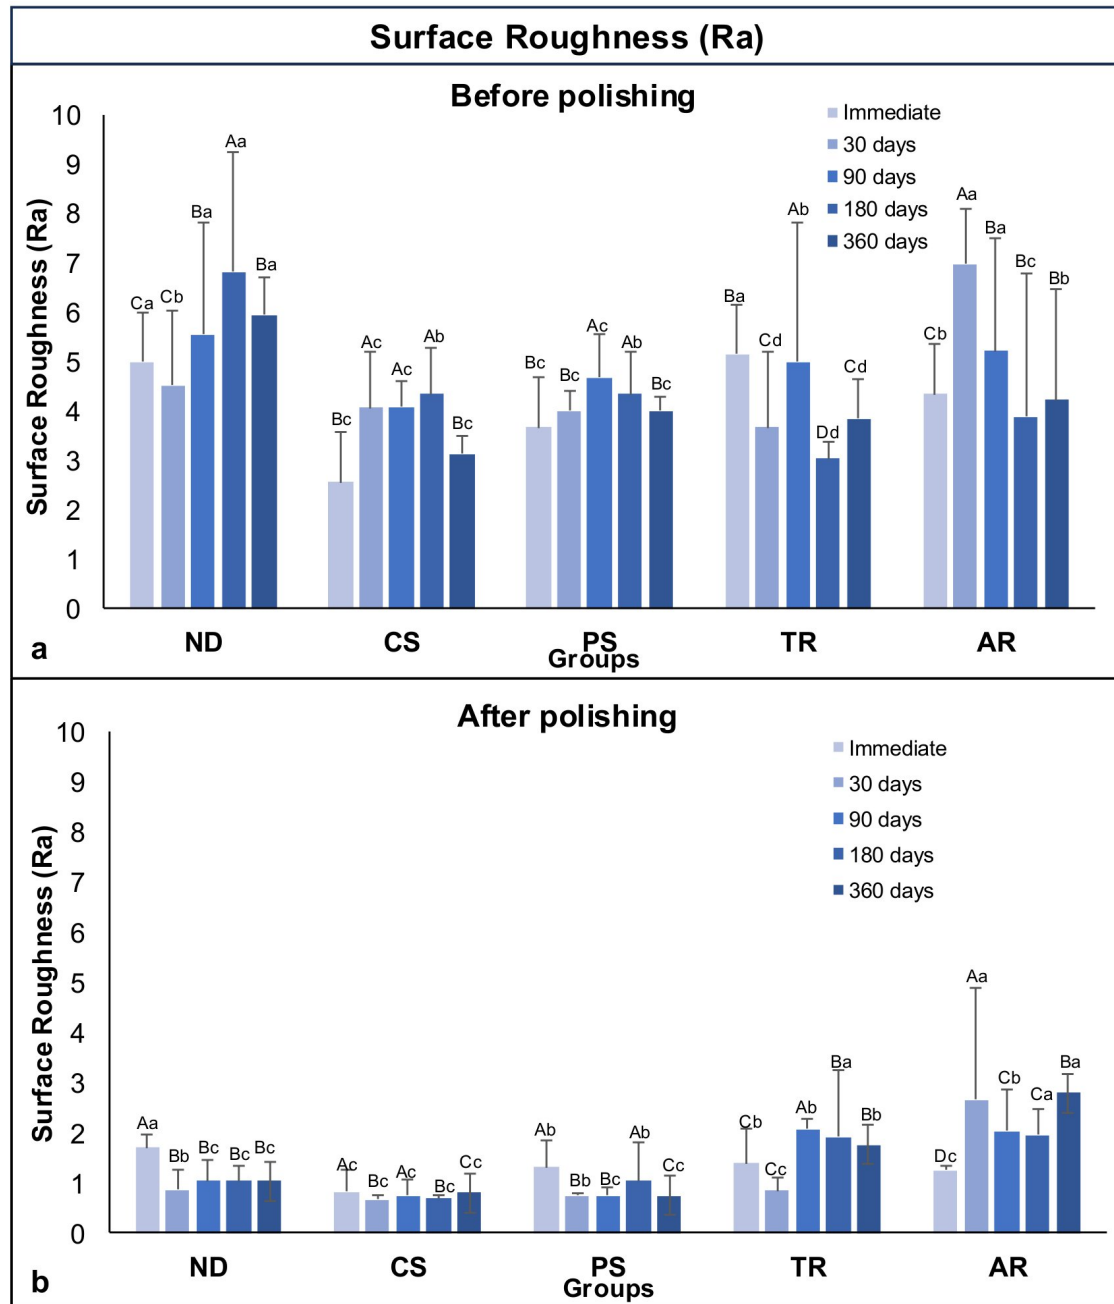 Surface Roughness (Ra)
Before polishing
Surface Roughness (Ra)
10
9
8
7
6
5
4
3
2
1
0
Immediate
30 days
90 days
180 days
360 days
Ca Cb Ba Aa Ba
Bc Ac Ac Ab Bc
Bc Bc Ac Ab Bc
Ba Cd Ab Dd Cd
Cb Aa Ba Bc Bb
ND CS PS TR AR
Groups
a
After polishing
Surface Roughness (Ra)
10
9
8
7
6
5
4
3
2
1
0
Immediate
30 days
90 days
180 days
360 days
Aa Bb Bc Bc Bc
Ac Bc Ac Bc Cc
Ab Bb Bc Ab Cc
Cb Cc Ab Ba Bb
Dc Aa Cb Ca Ba
ND CS PS TR AR
Groups
b